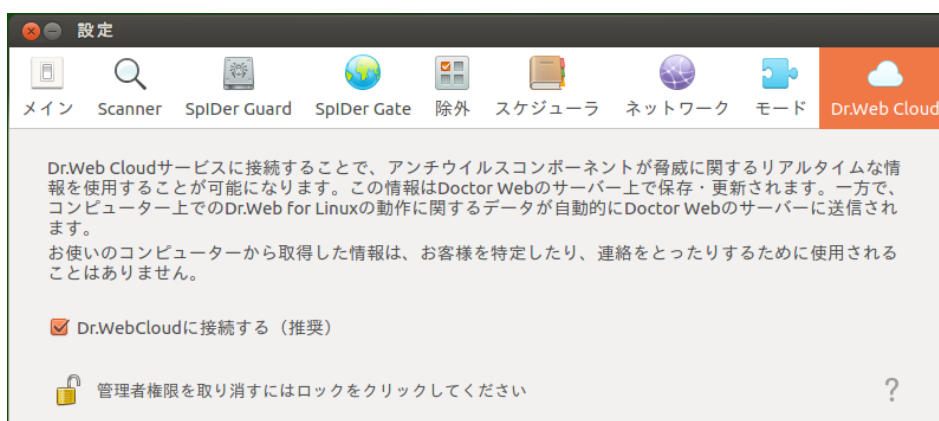 設定
メイン Scanner SpIDer Guard SpIDer Gate 除外 スケジューラ ネットワーク モード Dr.Web Cloud
Dr.Web Cloudサービスに接続することで、アンチウイルスコンポーネントが脅威に関するリアルタイムな情
報を使用することが可能になります。この情報はDoctor Webのサーバー上で保存・更新されます。一方で、
コンピューター上でのDr.Web for Linuxの動作に関するデータが自動的にDoctor Webのサーバーに送信され
ます。
お使いのコンピューターから取得した情報は、お客様を特定したり、連絡をとったりするために使用される
ことはありません。
Dr.WebCloudに接続する（推奨）
管理者権限を取り消すにはロックをクリックしてください
?